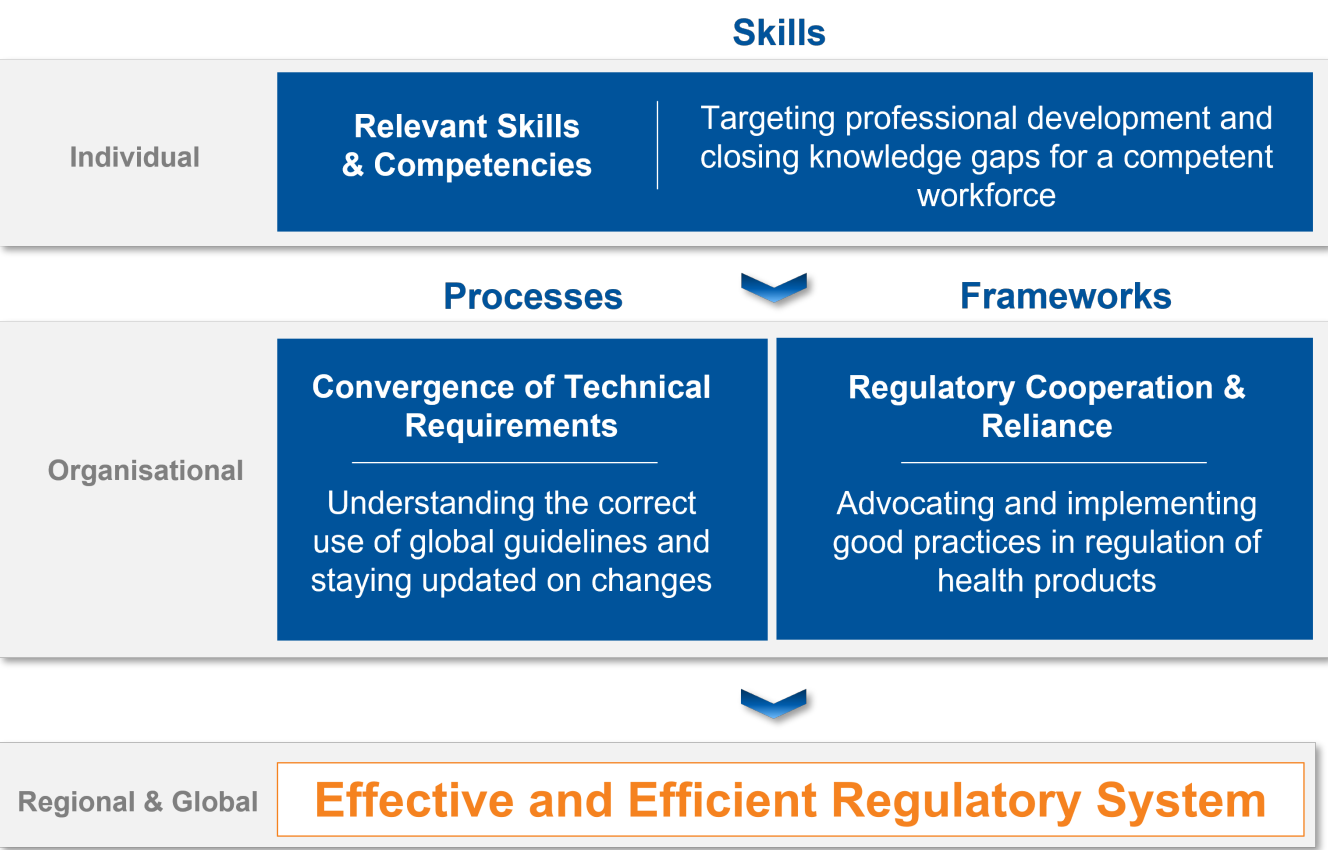 Skills
Individual
Relevant Skills
& Competencies
Targeting professional development and
closing knowledge gaps for a competent
workforce
Processes
Frameworks
Organisational
Convergence of Technical
Requirements
Understanding the correct
use of global guidelines and
staying updated on changes
Regulatory Cooperation &
Reliance
Advocating and implementing
good practices in regulation of
health products
Regional & Global
Effective and Efficient Regulatory System